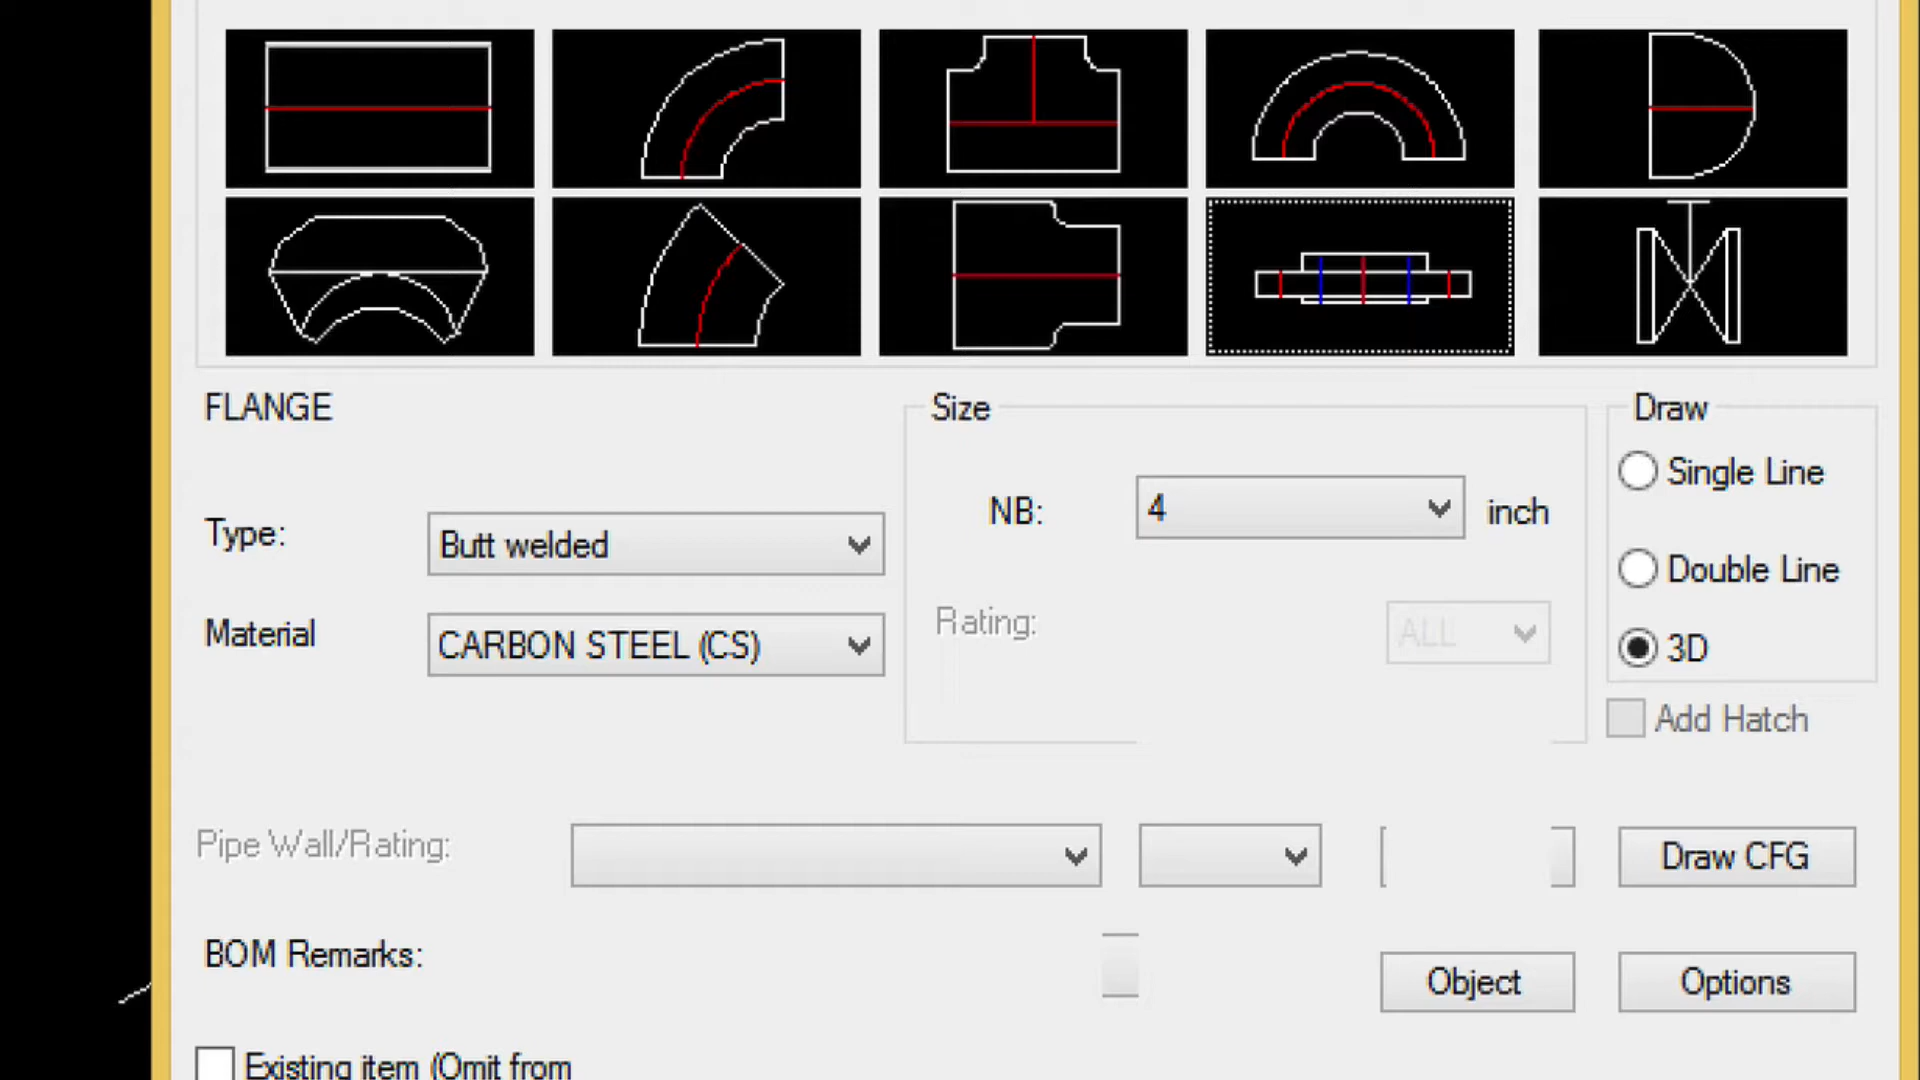 FLANGE
Size
Draw
Single Line
NB:
4
inch
Type:
Butt welded
Double Line
Rating:
ALL
Material
CARBON STEEL (CS)
3D
Add Hatch
Pipe Wall/Rating:
Draw CFG
BOM Remarks:
Object
Options
Existing item (Omit from